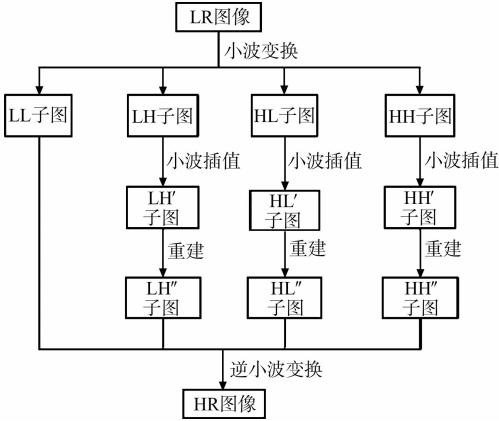 LR图像
小波变换
LL子图
LH子图
HL子图
HH子图
小波插值
小波插值
小波插值
LH′
子图
HL′
子图
HH′
子图
重建
重建
重建
LH″
子图
HL″
子图
HH″
子图
逆小波变换
HR图像